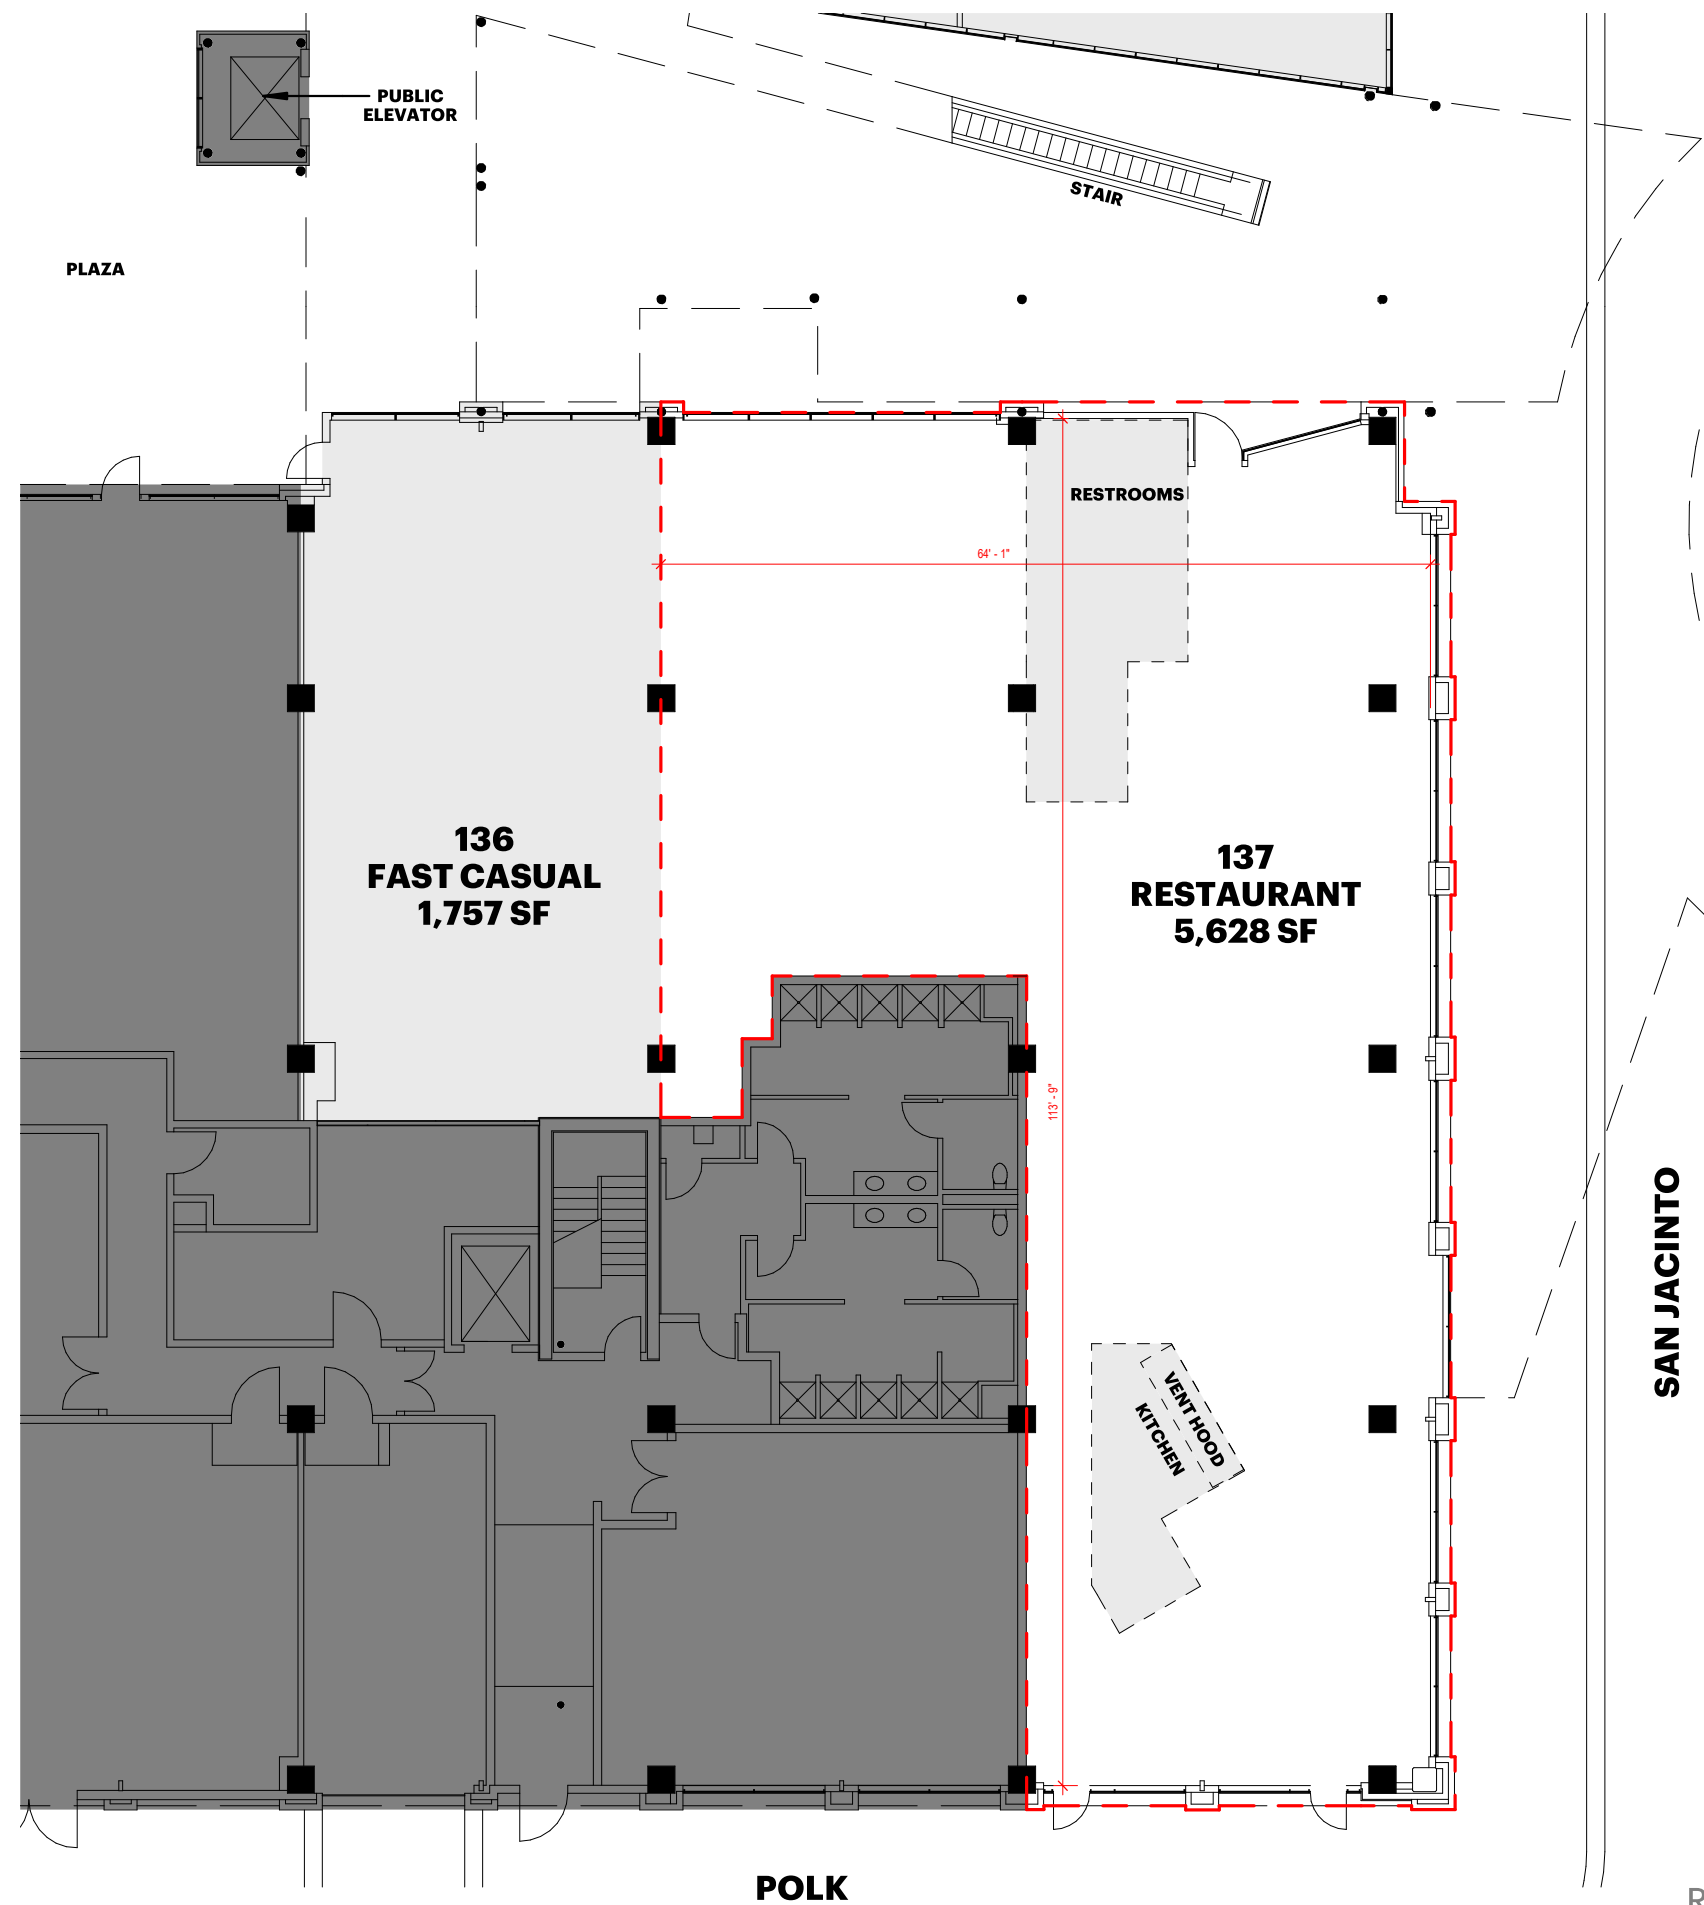 PUBLIC
ELEVATOR
STAIR
PLAZA
RESTROOMS
64' - 1"
136
FAST CASUAL
1,757 SF
137
RESTAURANT
5,628 SF
113' - 9"
SAN JACINTO
VENT HOOD
KITCHEN
POLK
R